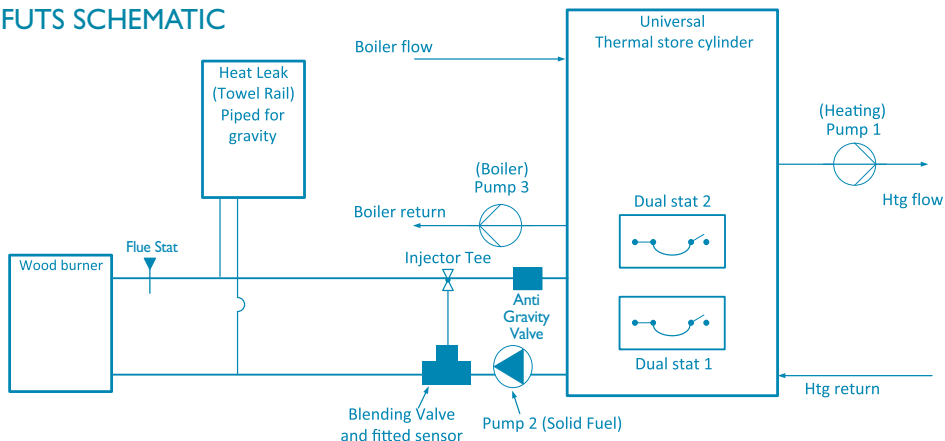 FUTS SCHEMATIC
Universal
Thermal store cylinder
Boiler flow
Heat Leak
(Towel Rail)
Piped for
gravity
(Heating)
Pump 1
Htg flow
(Boiler)
Pump 3
Boiler return
Dual stat 2
Flue Stat
Injector Tee
Wood burner
Anti
Gravity
Valve
Dual stat 1
Htg return
Blending Valve
and fitted sensor
Pump 2 (Solid Fuel)